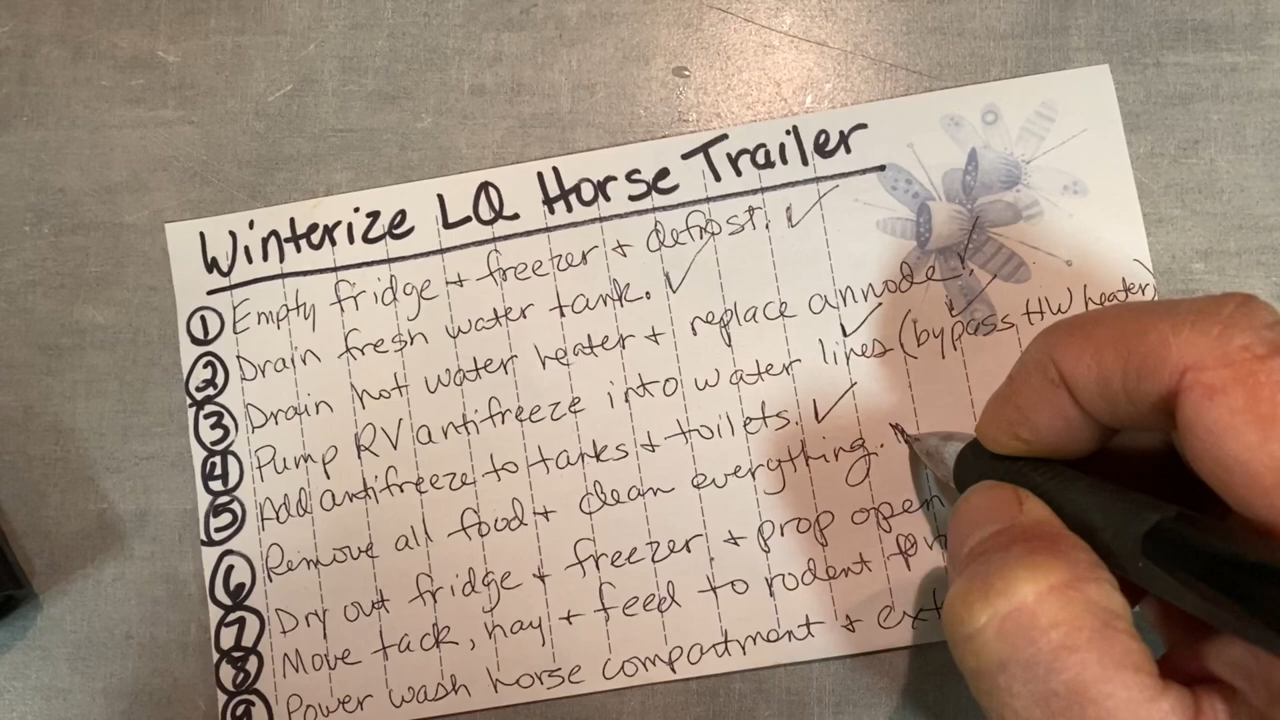 Winterize LQ Horse Trailer
① Empty fridge + freezer + defrost. ✓
② Drain fresh water tank. ✓
③ Drain hot water heater + replace annode. ✓
④ Pump RV antifreeze into water lines (bypass HW heater) ✓
⑤ Add antifreeze to tanks + toilets. ✓
⑥ Remove all food + clean everything.
⑦ Dry out fridge + freezer + prop open
⑧ Move tack, hay + feed to rodent
⑨ Power wash horse compartment +